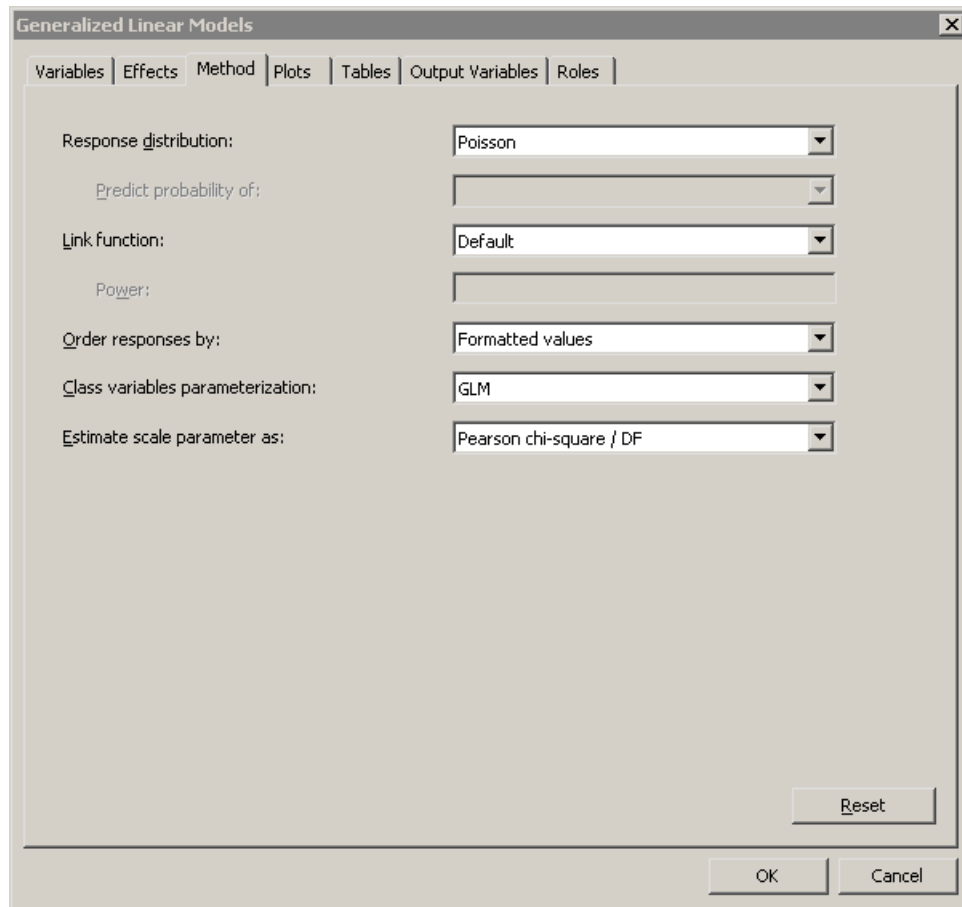 Generalized Linear Models
Variables Effects Method Plots Tables Output Variables Roles
Response distribution: Poisson
Predict probability of:
Link function: Default
Power:
Order responses by: Formatted values
Class variables parameterization: GLM
Estimate scale parameter as: Pearson chi-square / DF
Reset
OK Cancel